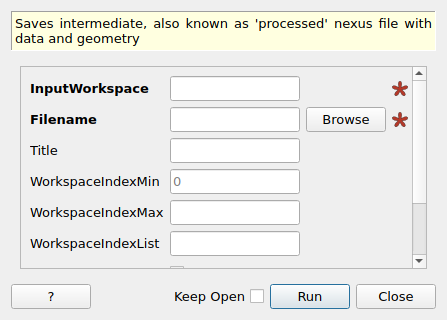 Saves intermediate, also known as 'processed' nexus file with
data and geometry
InputWorkspace
Filename Browse
Title
WorkspaceIndexMin 0
WorkspaceIndexMax
WorkspaceIndexList
? Keep Open Run Close